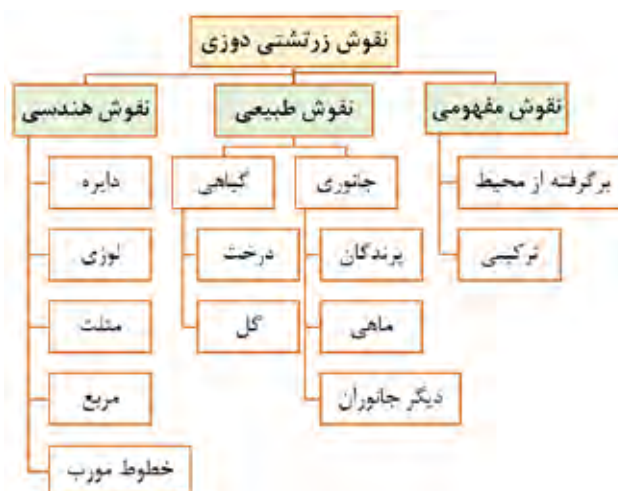 نقوش زرتشتی دوزی
نقوش مفهومی
نقوش طبیعی
نقوش هندسی
برگرفته از محیط
ترکیبی
جانوری
پرندگان
ماهی
دیگر جانوران
گیاهی
درخت
گل
دایره
لوزی
مثلث
مربع
خطوط مورب